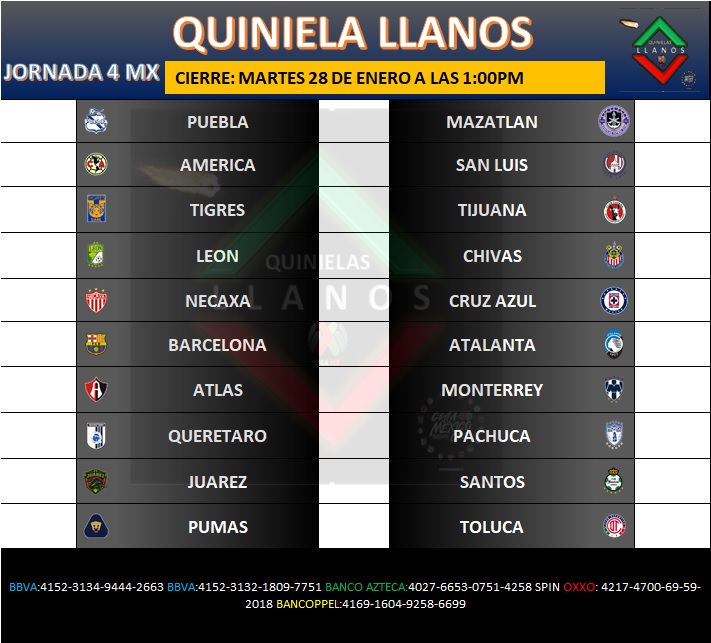 QUINIELA LLANOS
JORNADA 4 MX
CIERRE: MARTES 28 DE ENERO A LAS 1:00PM
QUINIELAS
LLANOS
PUEBLA MAZATLAN
AMERICA SAN LUIS
TIGRES TIJUANA
LEON CHIVAS
QUINIELAS
LLANOS
NECAXA CRUZ AZUL
BARCELONA ATALANTA
LIGA MX
ATLAS MONTERREY
QUERETARO PACHUCA
JUAREZ SANTOS
PUMAS TOLUCA
BBVA:4152-3134-9444-2663 BBVA:4152-3132-1809-7751 BANCO AZTECA:4027-6653-0751-4258 SPIN OXXO: 4217-4700-69-59-
2018 BANCOPPEL:4169-1604-9258-6699